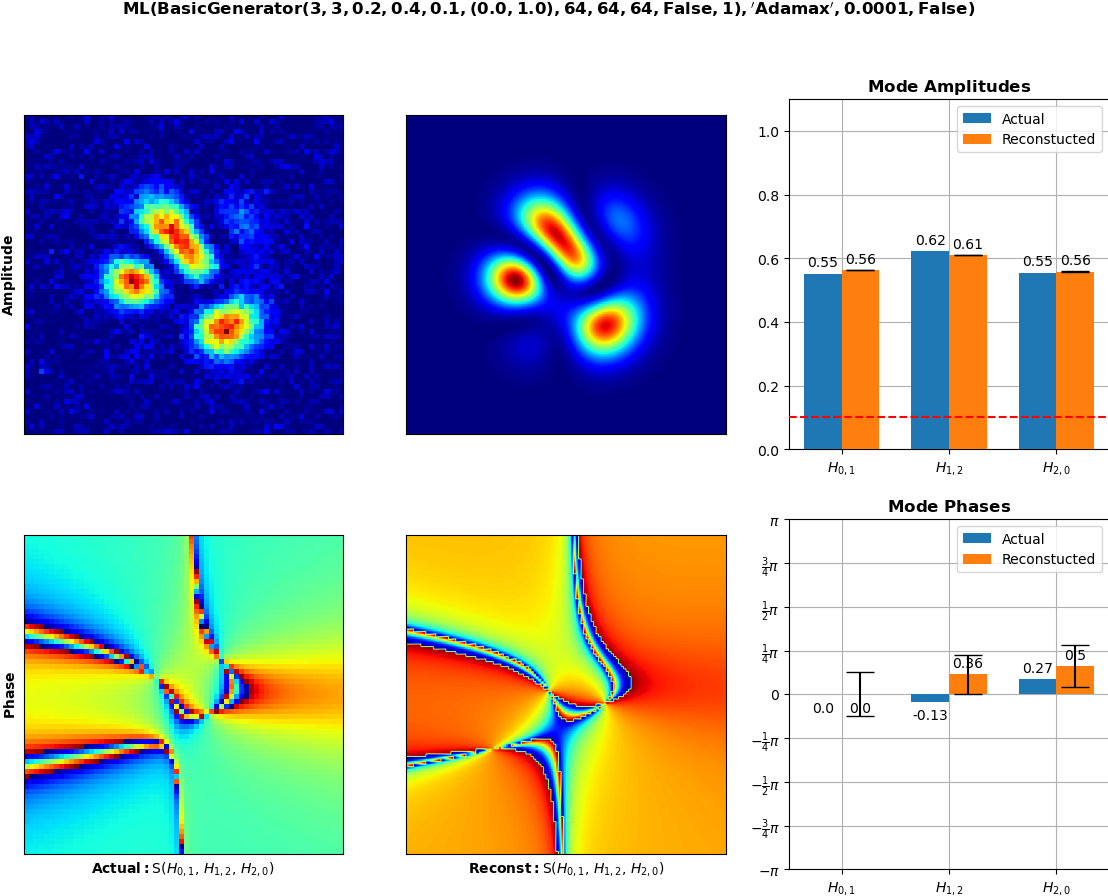 ML(BasicGenerator(3, 3, 0.2, 0.4, 0.1, (0.0, 1.0), 64, 64, 64, False, 1), ′Adamax′, 0.0001, False)
Amplitude
Mode Amplitudes
Actual
Reconstucted
1.0
0.8
0.6
0.4
0.2
0.0
0.55
0.56
0.62
0.61
0.55
0.56
H0,1
H1,2
H2,0
Phase
Actual: S(H0,1, H1,2, H2,0)
Reconst: S(H0,1, H1,2, H2,0)
Mode Phases
Actual
Reconstucted
π
3/4π
1/2π
1/4π
0
−1/4π
−1/2π
−3/4π
−π
0.0
0.0
-0.13
0.36
0.27
0.5
H0,1
H1,2
H2,0